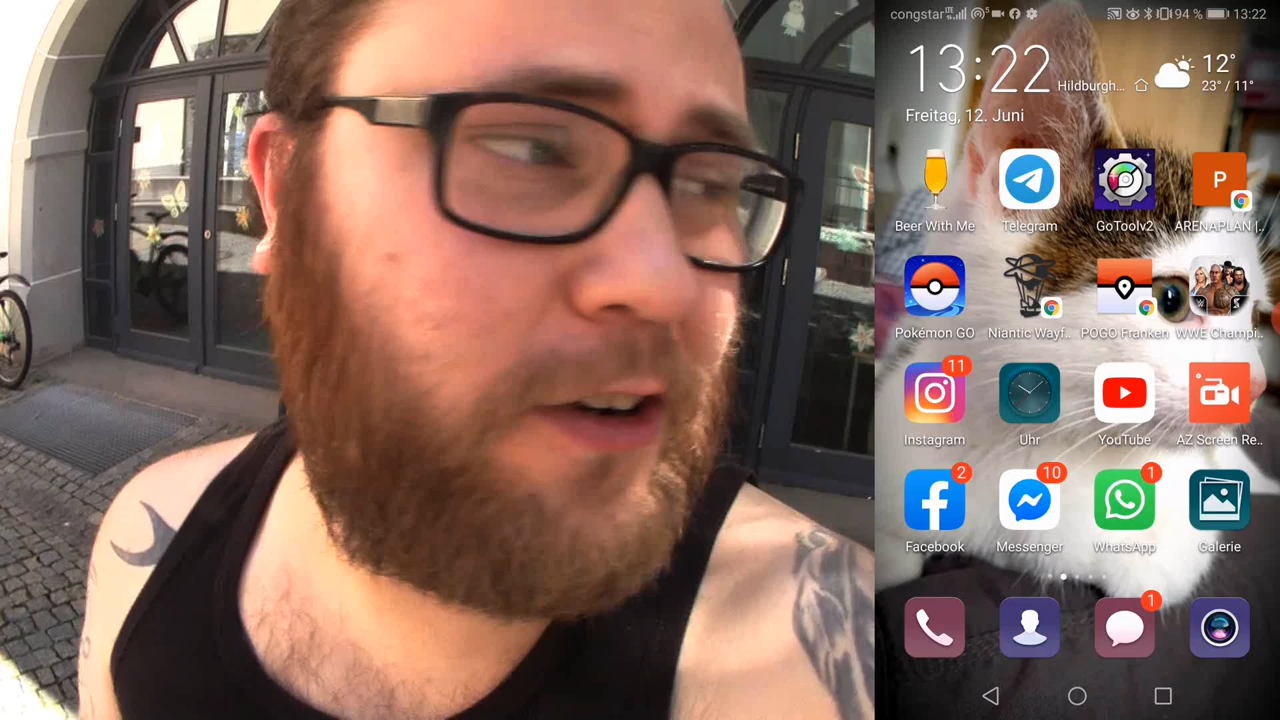 congstar LTE 5 94 % 13:22
13:22
Hildburgh... 12°
23° / 11°
Freitag, 12. Juni
P
Beer With Me Telegram GoToolv2 ARENAPLAN |..
Pokémon GO Niantic Wayf.. POGO Franken WWE Champi..
11
Instagram Uhr YouTube AZ Screen Re..
2 10 1
Facebook Messenger WhatsApp Galerie
1